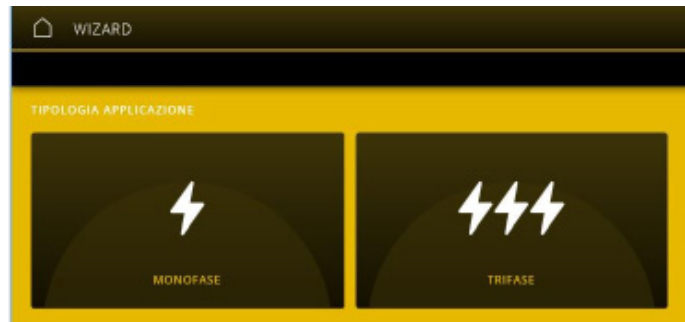 WIZARD
TIPOLOGIA APPLICAZIONE
MONOFASE
TRIFASE